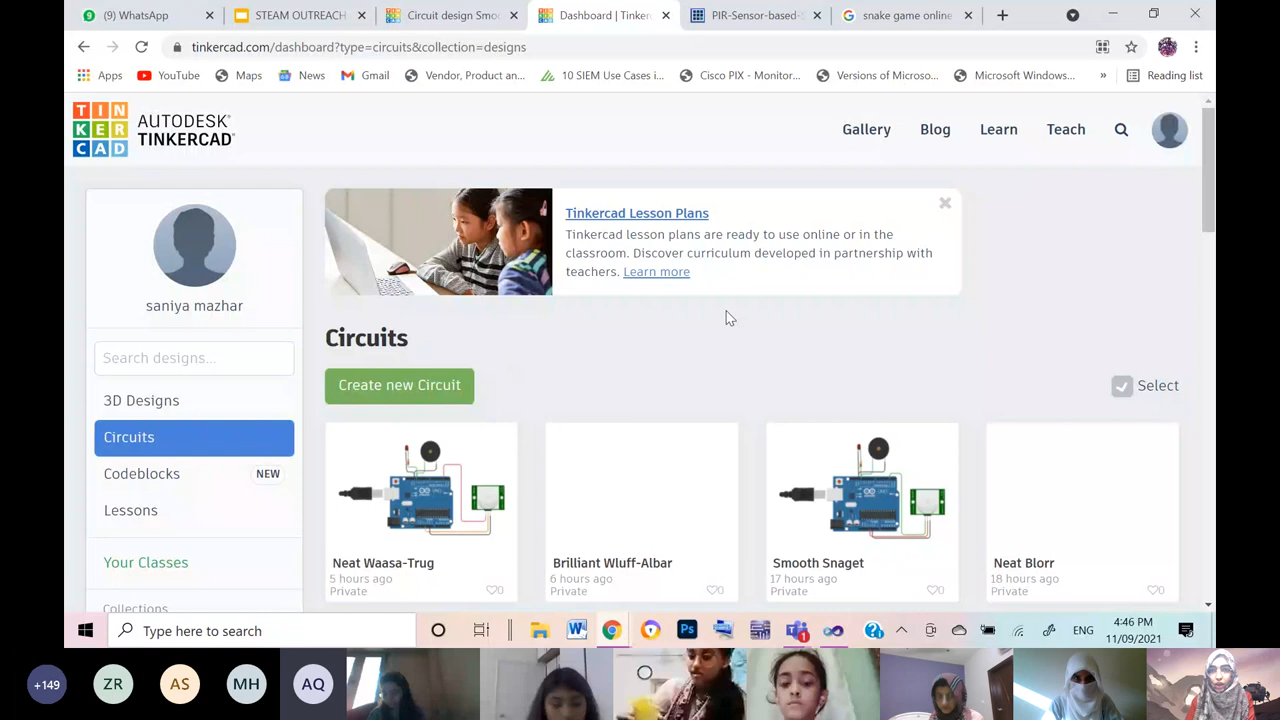 (9) WhatsApp
STEAM OUTREACH
Circuit design Smo
Dashboard | Tinker
PIR-Sensor-based-
snake game online
tinkercad.com/dashboard?type=circuits&collection=designs
Apps
YouTube
Maps
News
Gmail
Vendor, Product an...
10 SIEM Use Cases i...
Cisco PIX - Monitor...
Versions of Microso...
Microsoft Windows...
»
Reading list
TIN
KER
CAD
AUTODESK
TINKERCAD
Gallery
Blog
Learn
Teach
saniya mazhar
Search designs...
3D Designs
Circuits
Codeblocks NEW
Lessons
Your Classes
Collections
Tinkercad Lesson Plans
Tinkercad lesson plans are ready to use online or in the
classroom. Discover curriculum developed in partnership with
teachers. Learn more
Circuits
Create new Circuit
Select
Neat Waasa-Trug
5 hours ago
Private
0
Brilliant Wluff-Albar
6 hours ago
Private
0
Smooth Snaget
17 hours ago
Private
0
Neat Blorr
18 hours ago
Private
0
Type here to search
ENG
4:46 PM
11/09/2021
+149
ZR
AS
MH
AQ